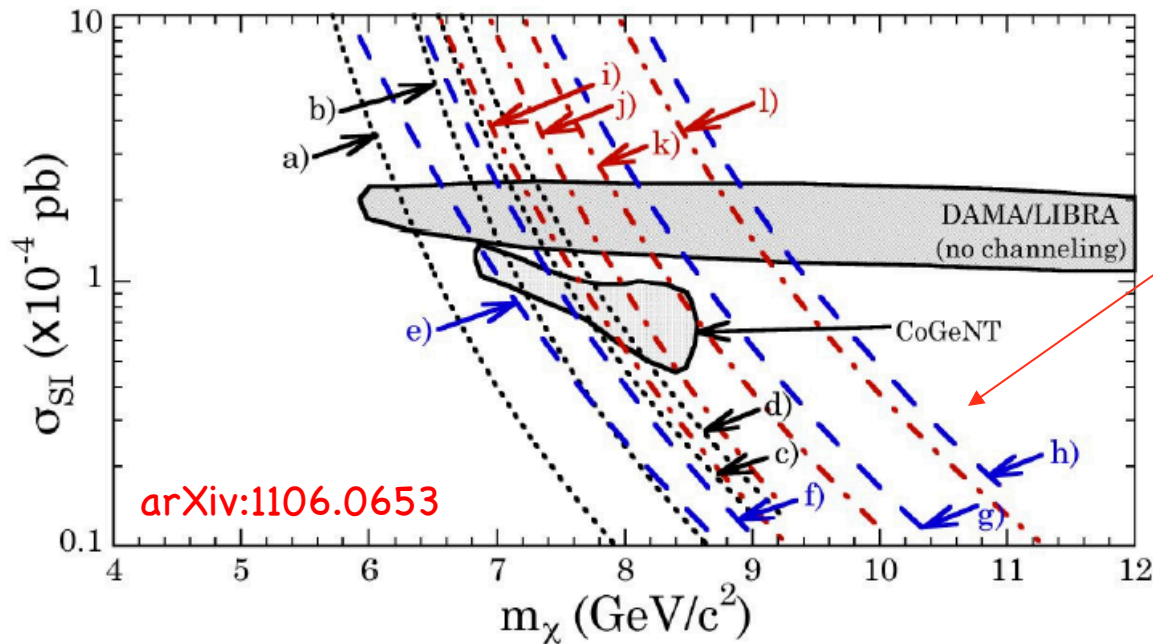 10
1
0.1
σSI (x10⁻⁴ pb)
4 5 6 7 8 9 10 11 12
mχ (GeV/c²)
a)
b)
i)
j)
k)
l)
DAMA/LIBRA
(no channeling)
e)
CoGeNT
d)
c)
f)
g)
h)
arXiv:1106.0653